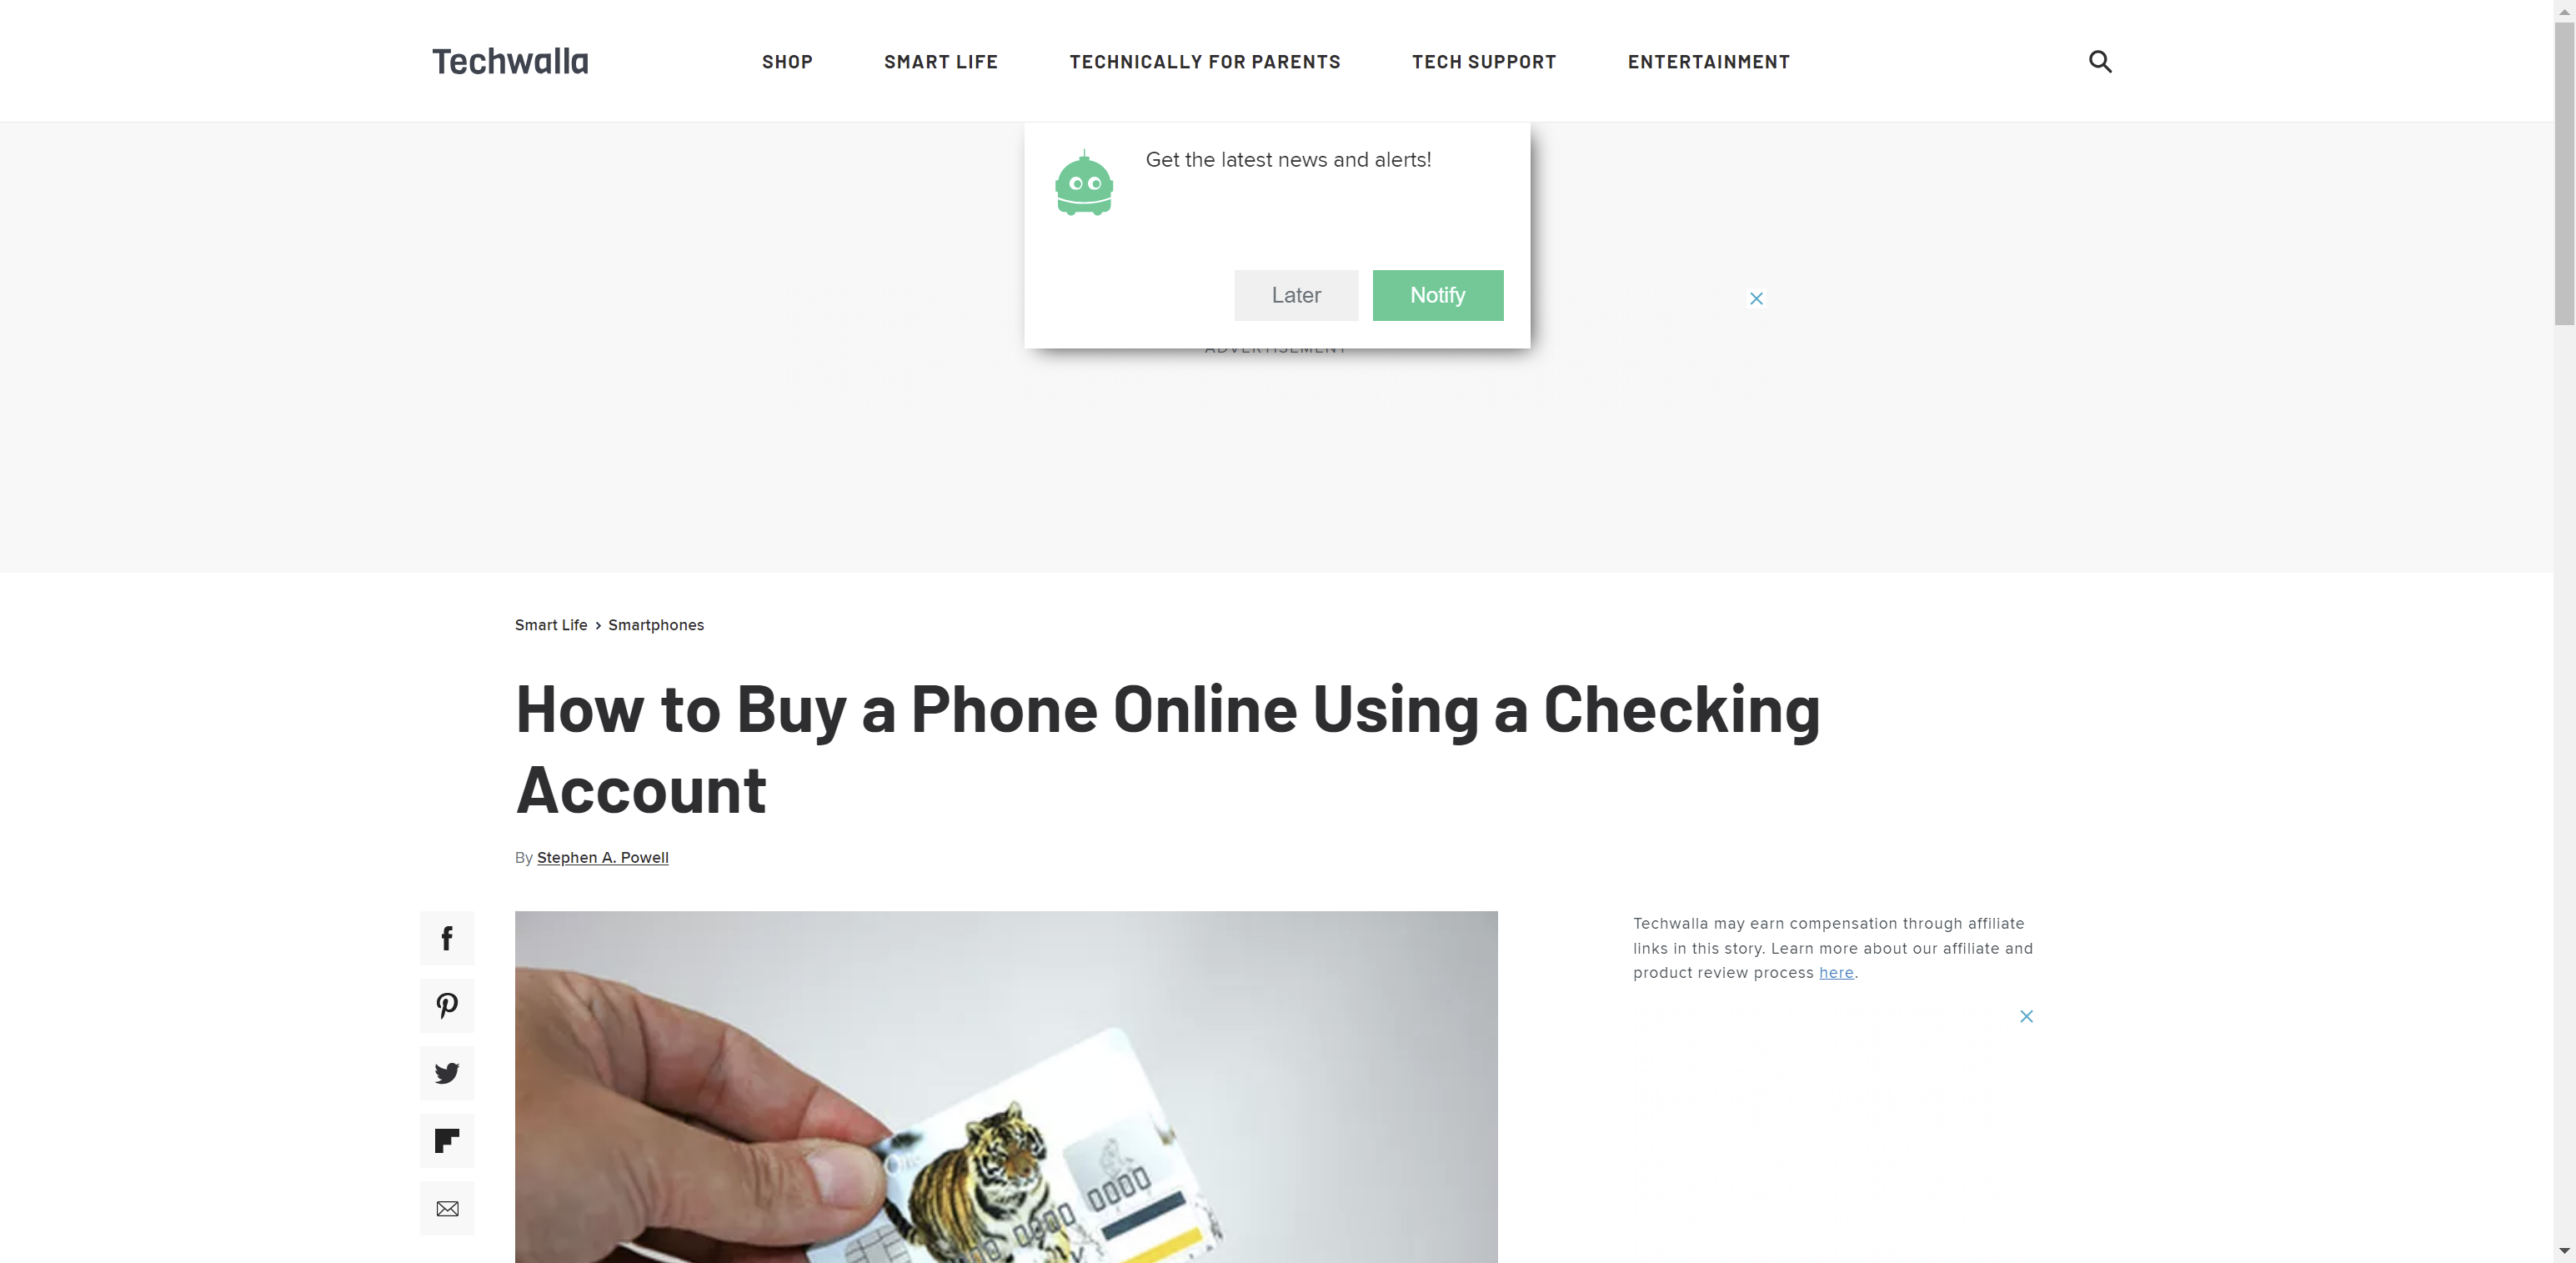 Techwalla
SHOP
SMART LIFE
TECHNICALLY FOR PARENTS
TECH SUPPORT
ENTERTAINMENT
Get the latest news and alerts!
Later
Notify
ADVERTISEMENT
Smart Life > Smartphones
How to Buy a Phone Online Using a Checking
Account
By Stephen A. Powell
Techwalla may earn compensation through affiliate
links in this story. Learn more about our affiliate and
product review process here.
0000 0000